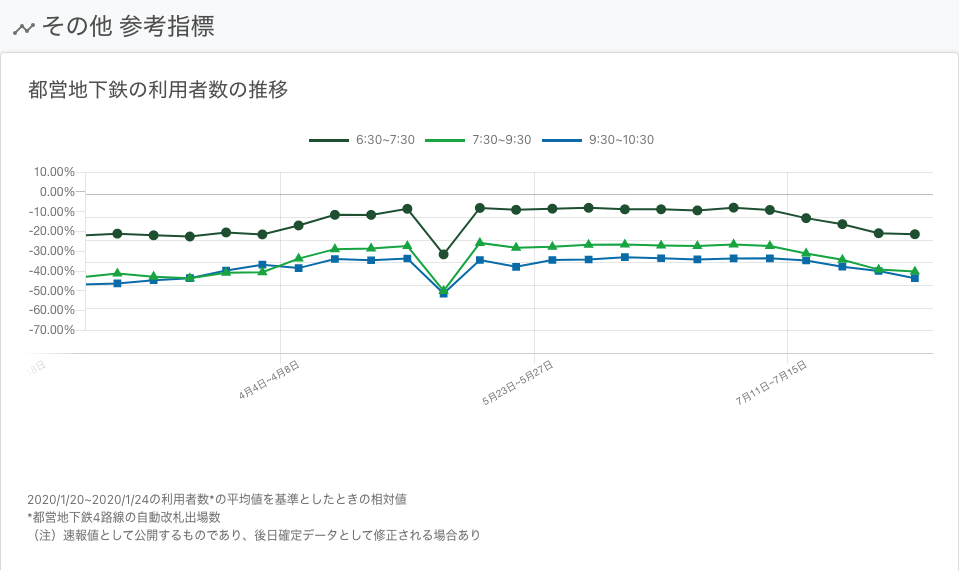 その他 参考指標
都営地下鉄の利用者数の推移
6:30~7:30 7:30~9:30 9:30~10:30
10.00%
0.00%
-10.00%
-20.00%
-30.00%
-40.00%
-50.00%
-60.00%
-70.00%
18日 4月4日~4月8日 5月23日~5月27日 7月11日~7月15日
2020/1/20~2020/1/24の利用者数*の平均値を基準としたときの相対値
*都営地下鉄4路線の自動改札出場数
（注）速報値として公開するものであり、後日確定データとして修正される場合あり